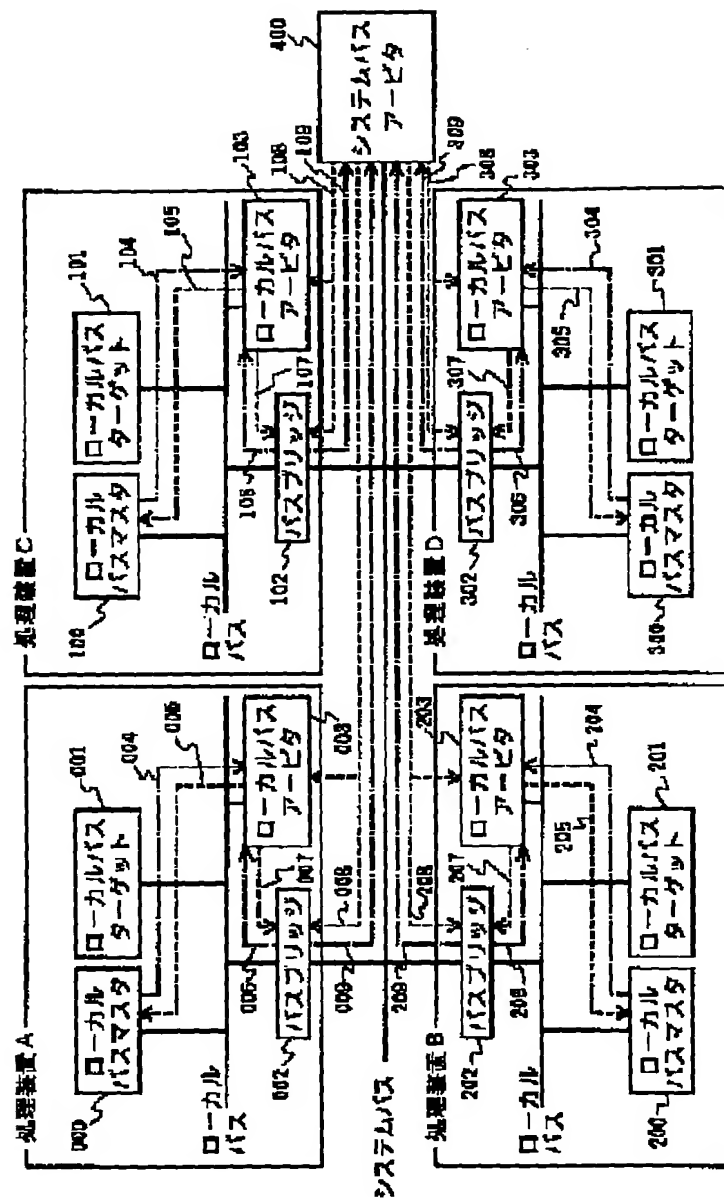 処理装置A
000
ローカル
バスマスタ
001
ローカルバス
ターゲット
004
005
ローカル
バス
002
バスブリッジ
006
007
ローカルバス
アービタ
003
008
009
処理装置C
100
ローカル
バスマスタ
101
ローカルバス
ターゲット
104
105
ローカル
バス
102
バスブリッジ
106
107
ローカルバス
アービタ
103
108
109
400
システムバス
アービタ
システムバス
処理装置B
209
208
202
バスブリッジ
206
207
ローカルバス
アービタ
203
ローカル
バス
205
204
200
ローカル
バスマスタ
ローカルバス
ターゲット
201
処理装置D
309
308
302
バスブリッジ
306
307
ローカルバス
アービタ
303
ローカル
バス
305
304
300
ローカル
バスマスタ
ローカルバス
ターゲット
301